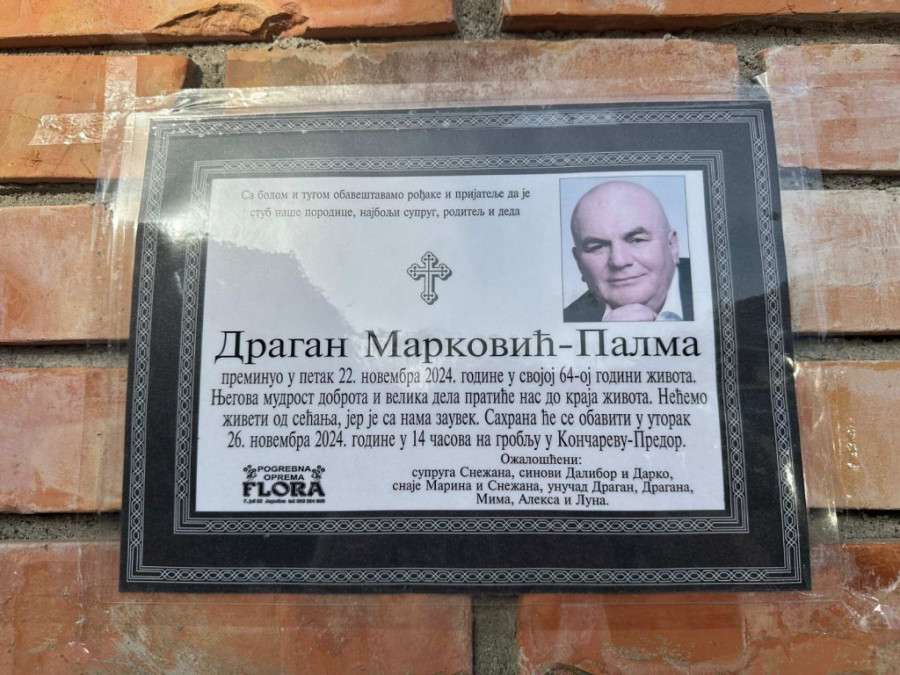 Са болом и тугом обавештавамо рођаке и пријатеље да је
стуб наше породице, најбољи супруг, родитељ и деда
Драган Марковић-Палма
преминуо у петак 22. новембра 2024. године у својој 64-ој години живота.
Његова мудрост доброта и велика дела пратиће нас до краја живота. Нећемо
живети од сећања, јер је са нама заувек. Сахрана ће се обавити у уторак
26. новембра 2024. године у 14 часова на гробљу у Кончареву-Предор.
Ожалошћени:
супруга Снежана, синови Далибор и Дарко,
снаје Марина и Снежана, унучад Драган, Драгана,
Мима, Алекса и Луна.
POGREBNA
OPREMA
FLORA